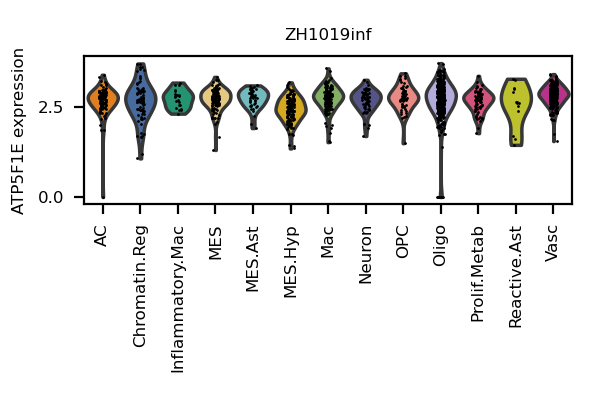 ZH1019inf
ATP5F1E expression
2.5
0.0
AC
Chromatin.Reg
Inflammatory.Mac
MES
MES.Ast
MES.Hyp
Mac
Neuron
OPC
Oligo
Prolif.Metab
Reactive.Ast
Vasc